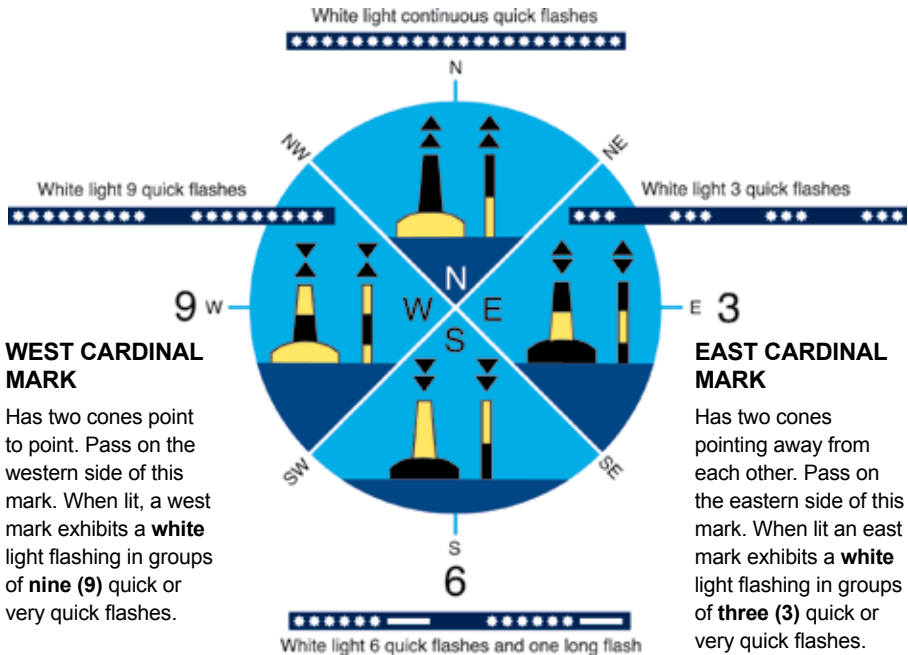 White light continuous quick flashes
N
NW
NE
White light 9 quick flashes
White light 3 quick flashes
N
9 W
W E
E 3
S
WEST CARDINAL
MARK
Has two cones point
to point. Pass on the
western side of this
mark. When lit, a west
mark exhibits a white
light flashing in groups
of nine (9) quick or
very quick flashes.
EAST CARDINAL
MARK
Has two cones
pointing away from
each other. Pass on
the eastern side of this
mark. When lit an east
mark exhibits a white
light flashing in groups
of three (3) quick or
very quick flashes.
SW
SE
S
6
White light 6 quick flashes and one long flash